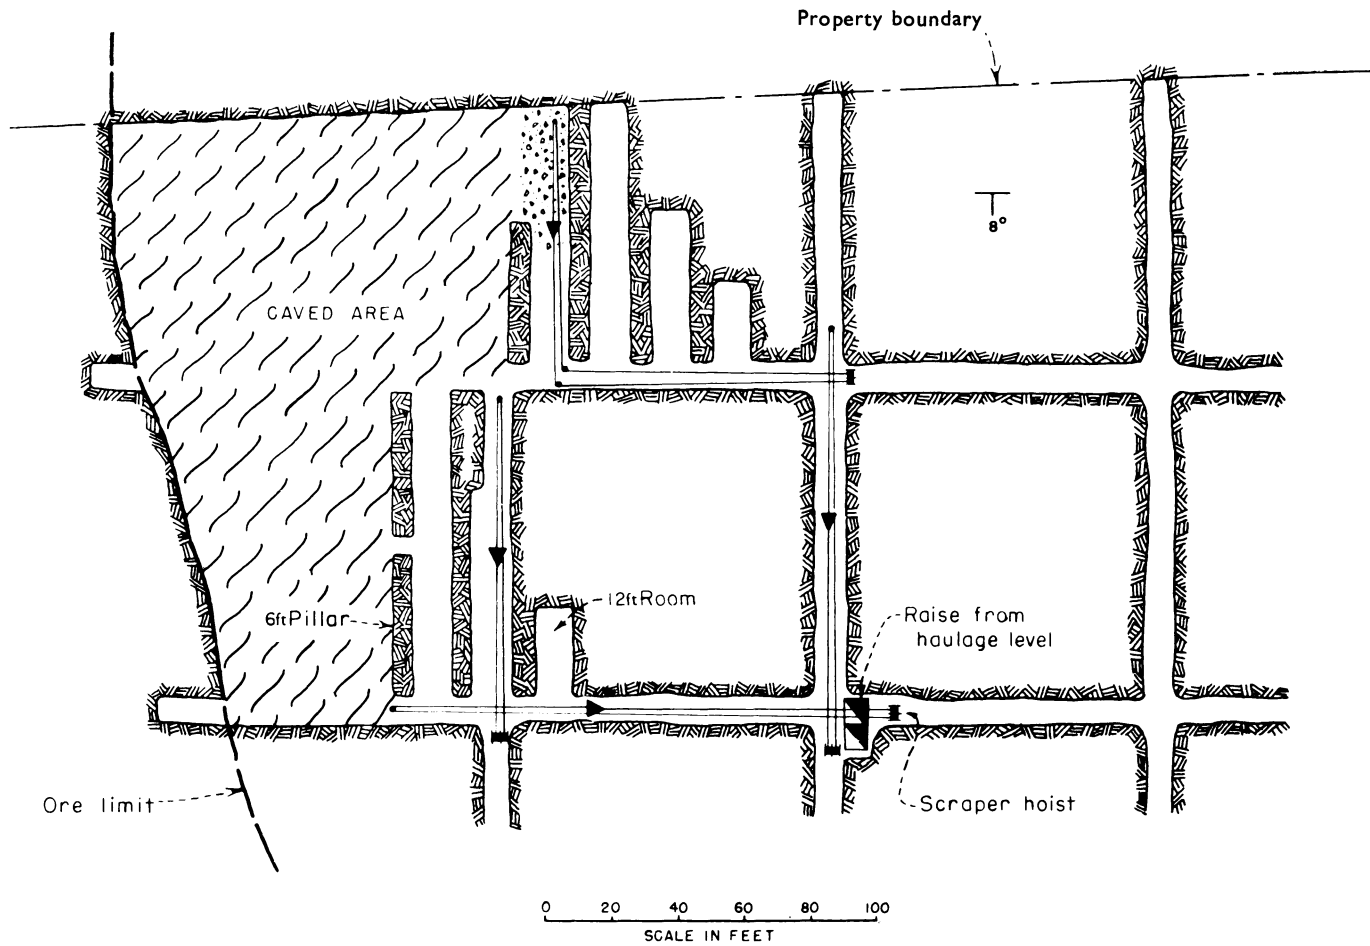 Property boundary
8°
CAVED AREA
6ft Pillar
12ft Room
Raise from
haulage level
Ore limit
Scraper hoist
0 20 40 60 80 100
SCALE IN FEET